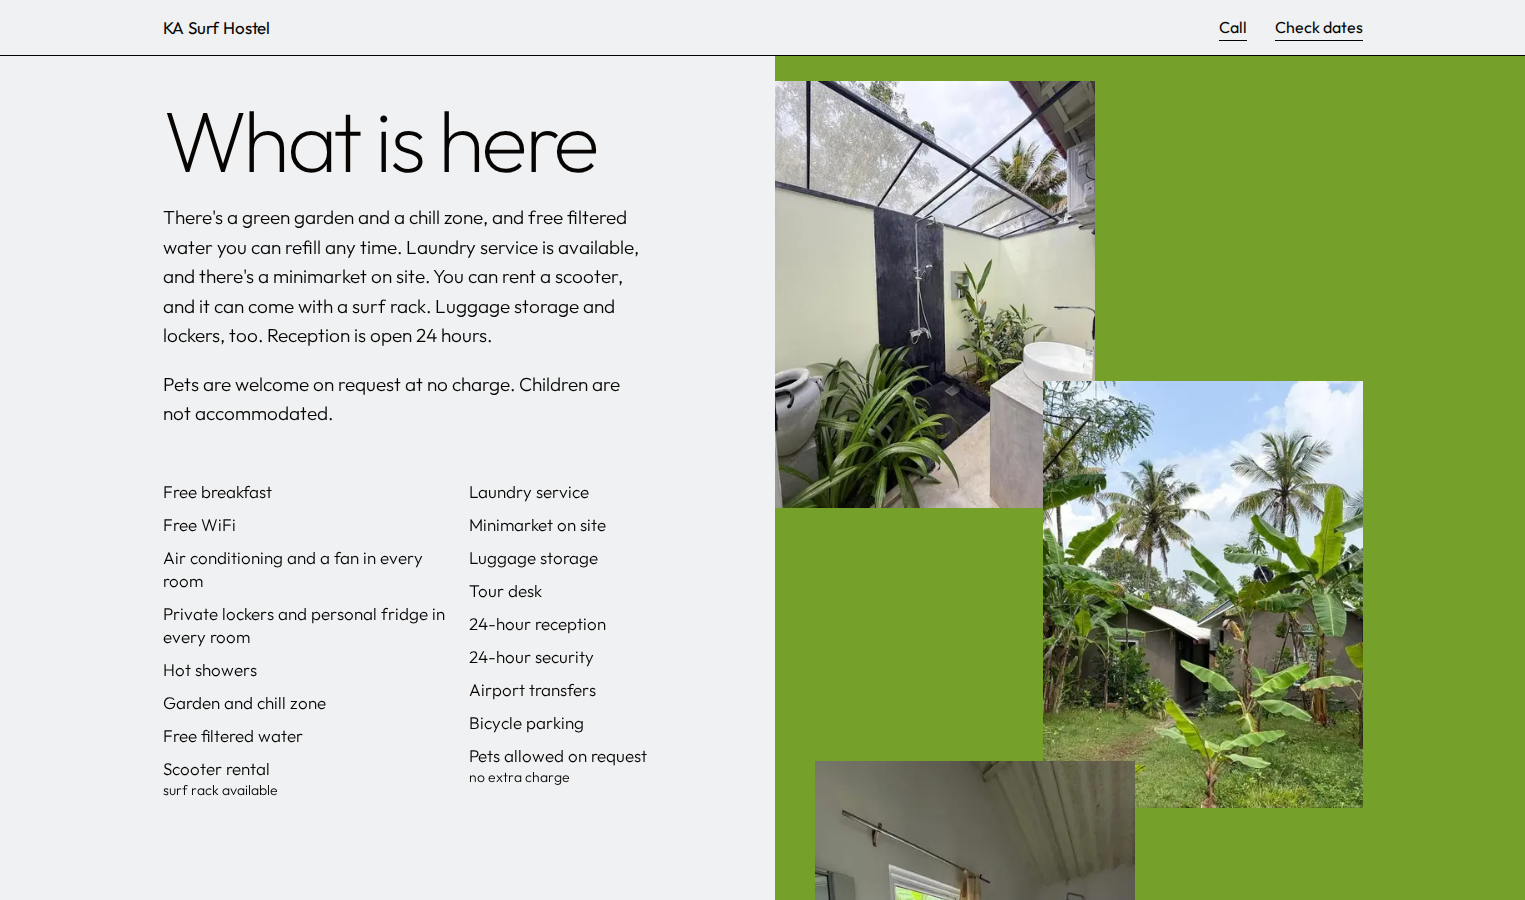 KA Surf Hostel
Call
Check dates
What is here
There's a green garden and a chill zone, and free filtered
water you can refill any time. Laundry service is available,
and there's a minimarket on site. You can rent a scooter,
and it can come with a surf rack. Luggage storage and
lockers, too. Reception is open 24 hours.
Pets are welcome on request at no charge. Children are
not accommodated.
Free breakfast
Free WiFi
Air conditioning and a fan in every
room
Private lockers and personal fridge in
every room
Hot showers
Garden and chill zone
Free filtered water
Scooter rental
surf rack available
Laundry service
Minimarket on site
Luggage storage
Tour desk
24-hour reception
24-hour security
Airport transfers
Bicycle parking
Pets allowed on request
no extra charge